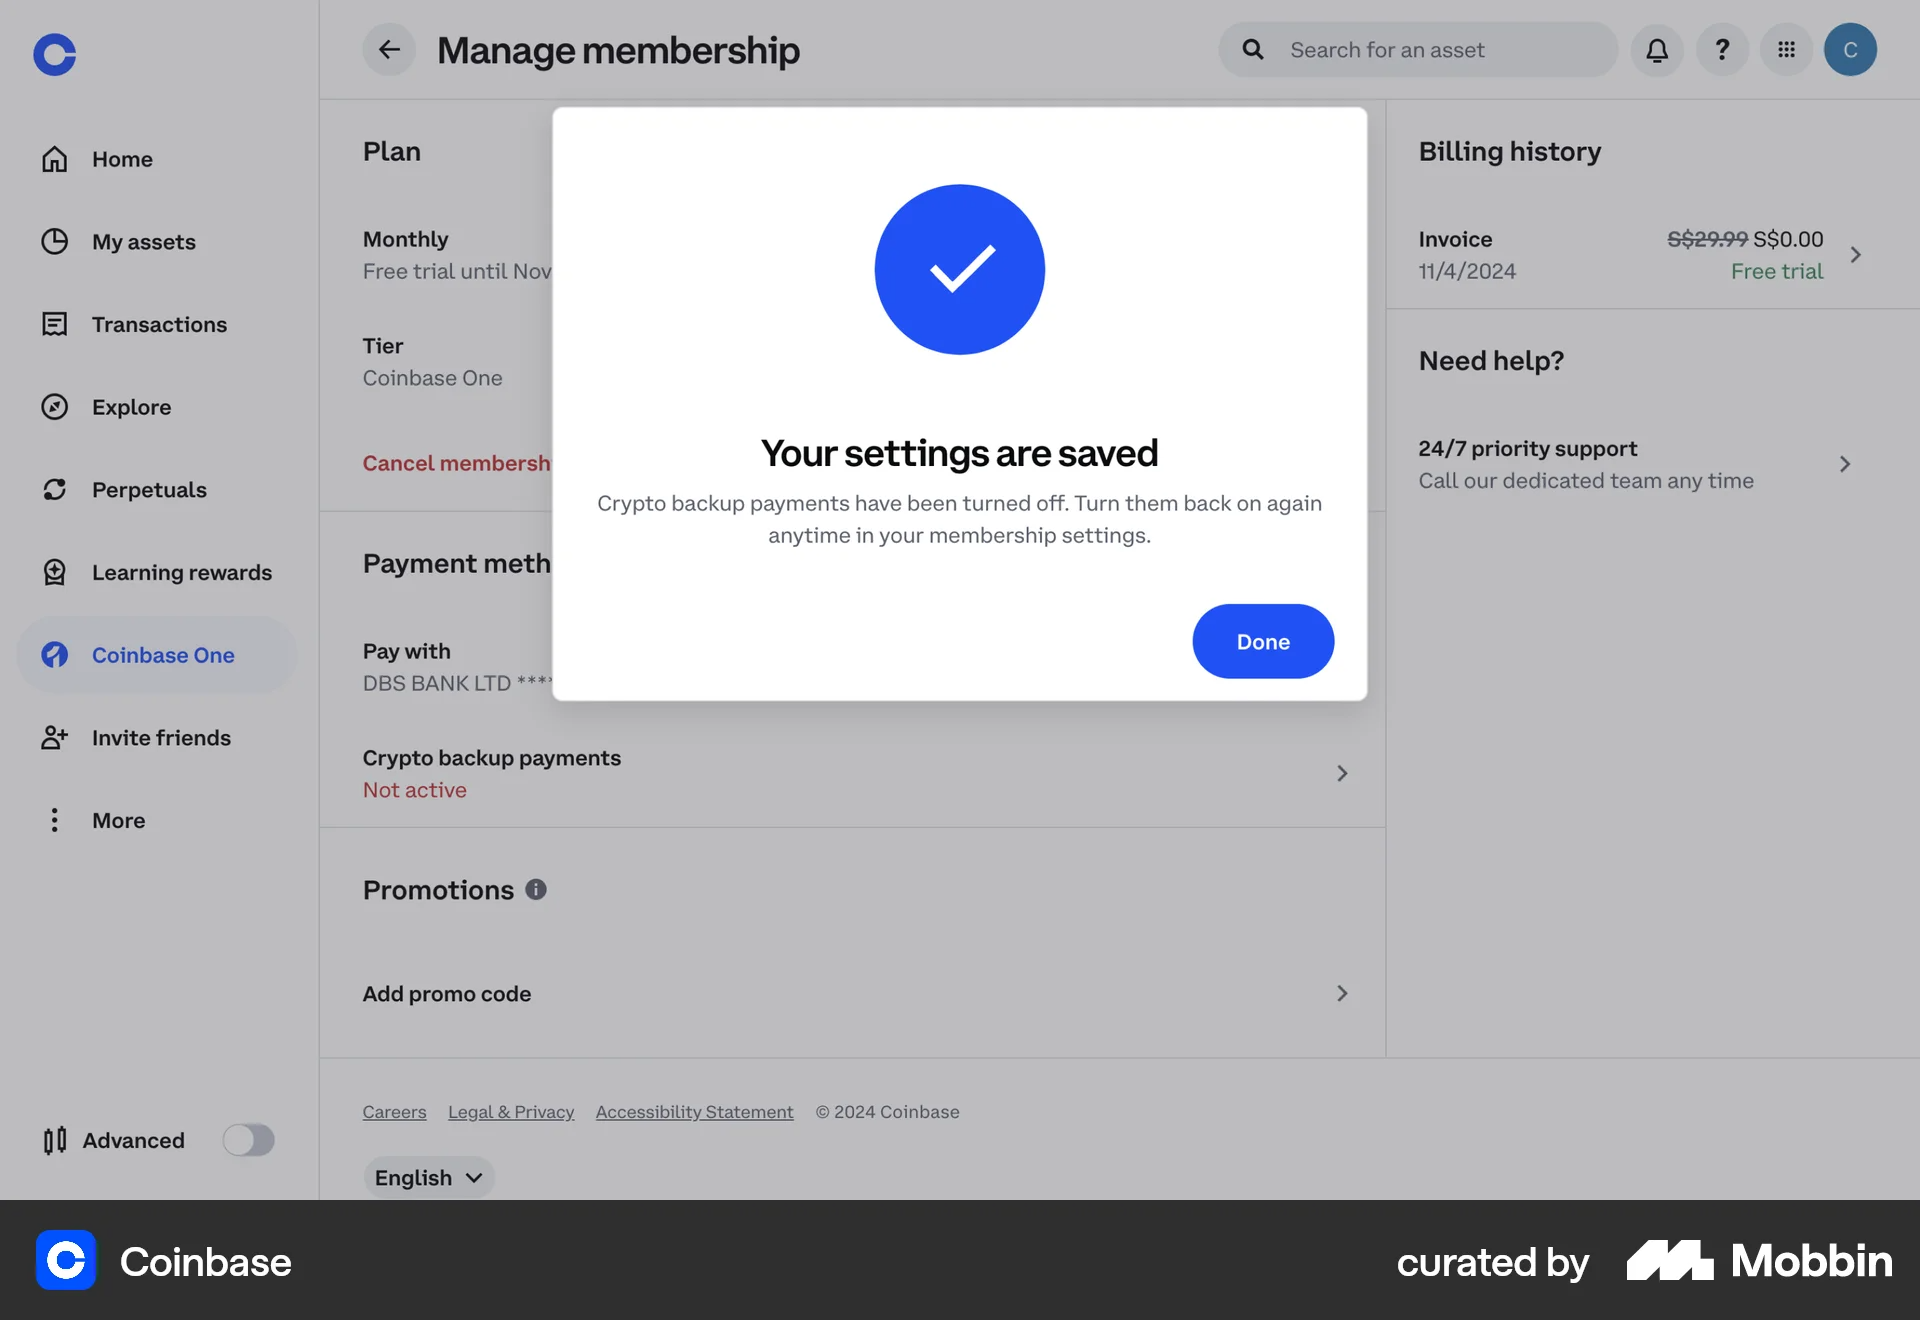 Manage membership
Search for an asset
C
Home
My assets
Transactions
Explore
Perpetuals
Learning rewards
Coinbase One
Invite friends
More
Advanced
Plan
Monthly
Free trial until Nov
Tier
Coinbase One
Cancel
Payment
Pay with
DBS BANK LTD ****
Crypto backup payments
Not active
Promotions
Add promo code
Your settings are saved
Crypto backup payments have been turned off. Turn them back on again
anytime in your membership settings.
Done
Billing history
Invoice
S$29.99 S$0.00
11/4/2024
Free trial
Need help?
24/7 priority support
Call our dedicated team any time
Careers Legal & Privacy Accessibility Statement © 2024 Coinbase
English
Coinbase
curated by Mobbin